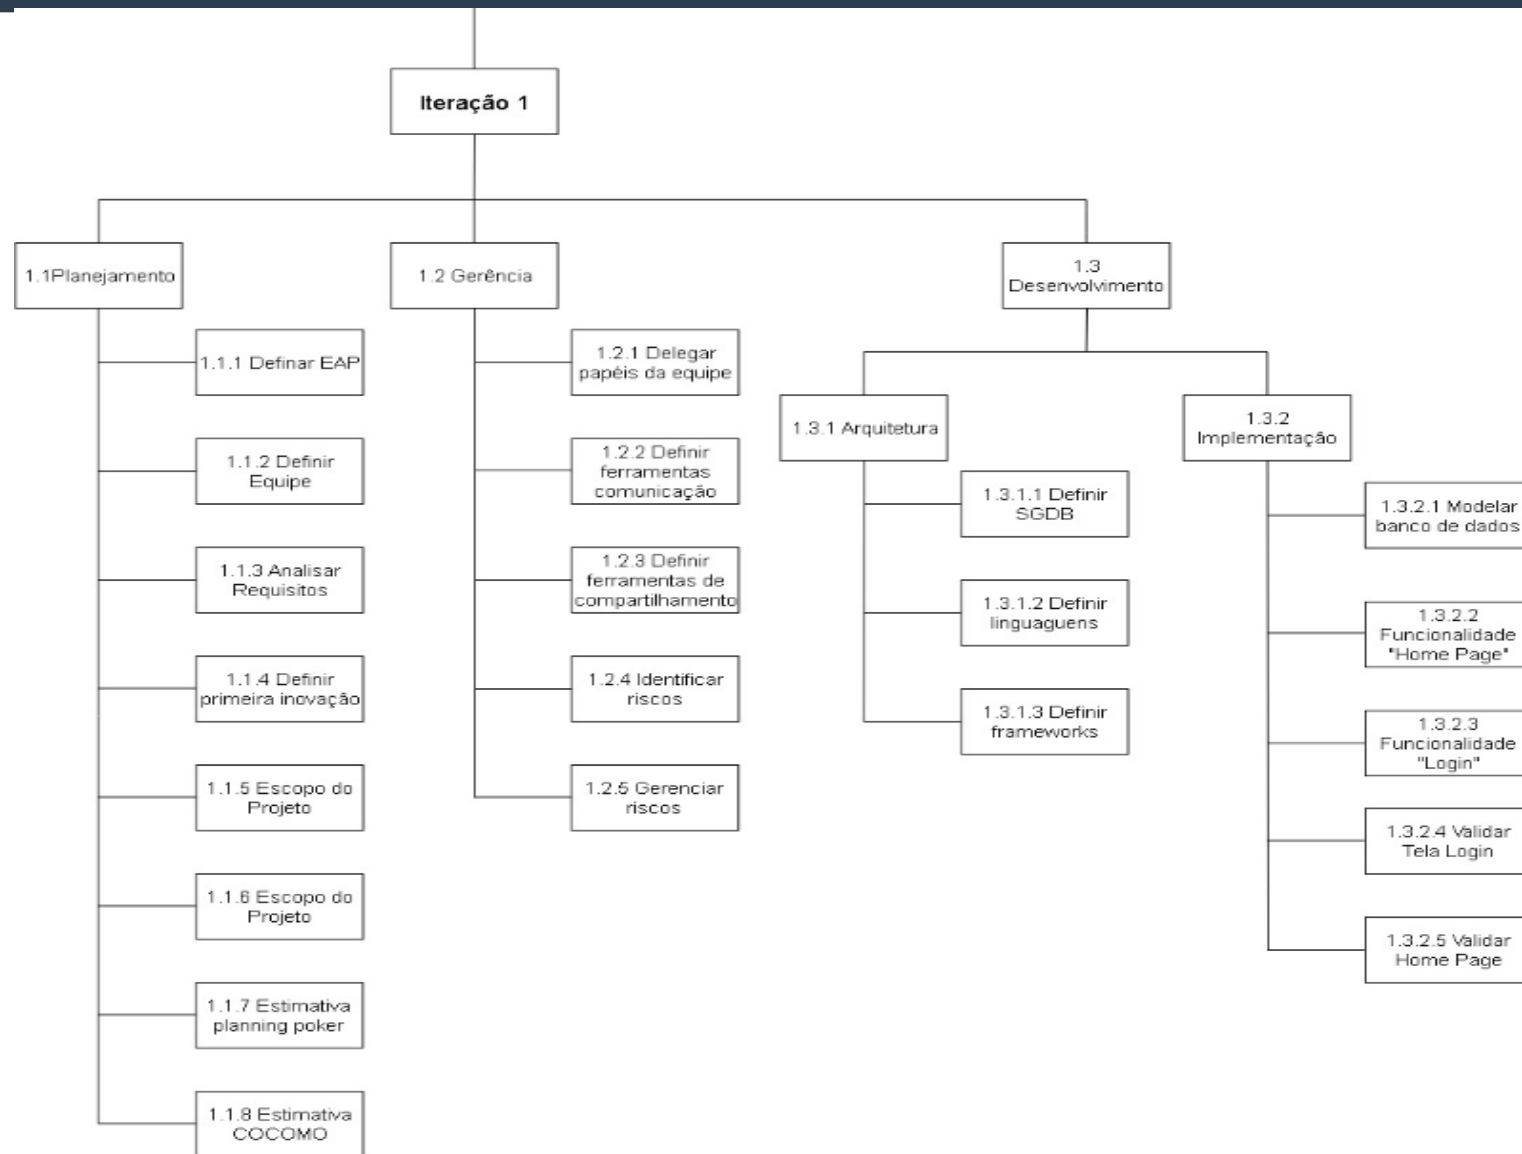 Iteração 1
1.1Planejamento
1.1.1 Definar EAP
1.1.2 Definir
Equipe
1.1.3 Analisar
Requisitos
1.1.4 Definir
primeira inovação
1.1.5 Escopo do
Projeto
1.1.6 Escopo do
Projeto
1.1.7 Estimativa
planning poker
1.1.8 Estimativa
COCOMO
1.2 Gerência
1.2.1 Delegar
papéis da equipe
1.2.2 Definir
ferramentas
comunicação
1.2.3 Definir
ferramentas de
compartilhamento
1.2.4 Identificar
riscos
1.2.5 Gerenciar
riscos
1.3
Desenvolvimento
1.3.1 Arquitetura
1.3.1.1 Definir
SGDB
1.3.1.2 Definir
linguaguens
1.3.1.3 Definir
frameworks
1.3.2
Implementação
1.3.2.1 Modelar
banco de dados
1.3.2.2
Funcionalidade
"Home Page"
1.3.2.3
Funcionalidade
"Login"
1.3.2.4 Validar
Tela Login
1.3.2.5 Validar
Home Page